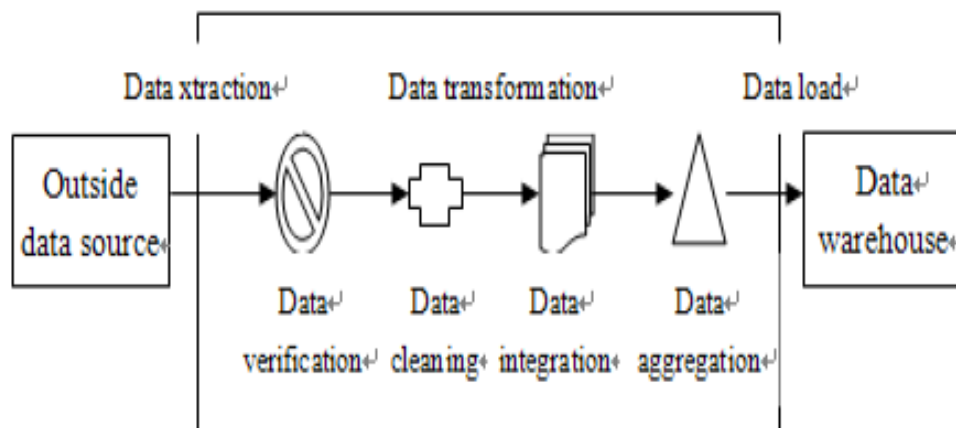 Data xtraction↵ Data transformation↵ Data load↵
Outside
data source↵
Data↵
warehouse↵
Data↵
verification↵
Data↵
cleaning↵
Data↵
integration↵
Data↵
aggregation↵